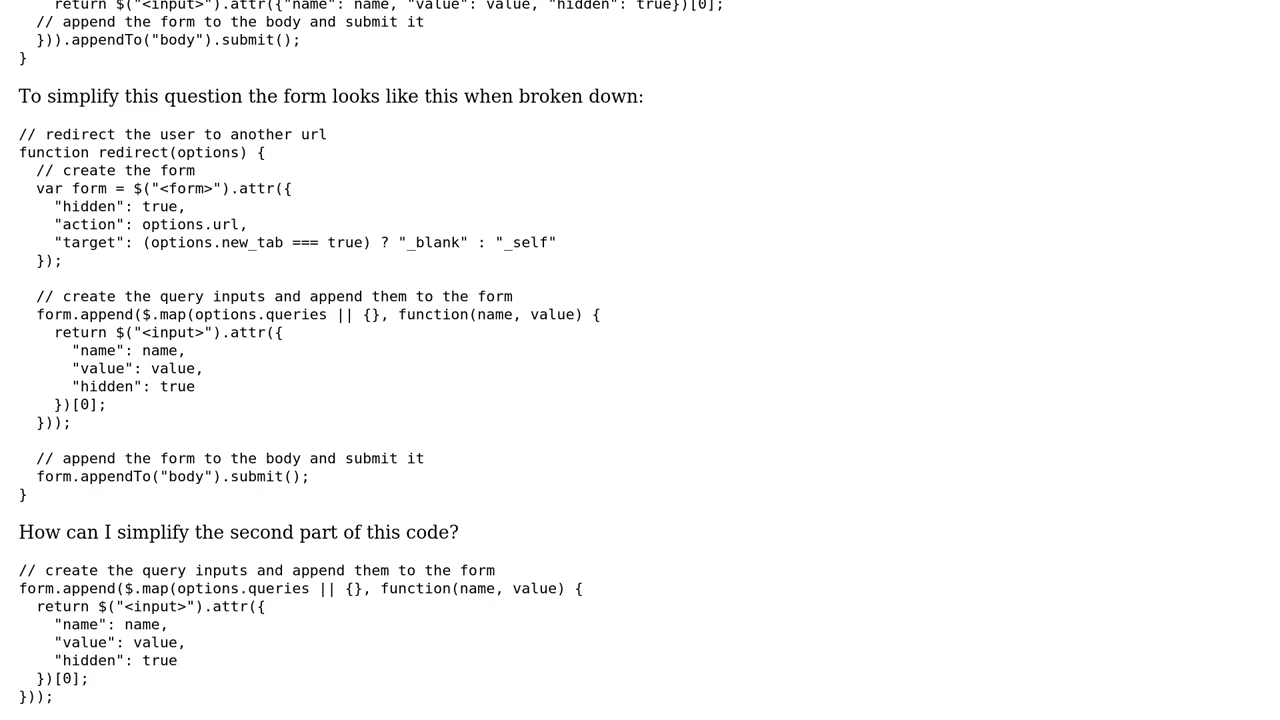 return $("<input>").attr({"name": name, "value": value, "hidden": true})[0];
// append the form to the body and submit it
})).appendTo("body").submit();
}
To simplify this question the form looks like this when broken down:
// redirect the user to another url
function redirect(options) {
// create the form
var form = $("<form>").attr({
"hidden": true,
"action": options.url,
"target": (options.new_tab === true) ? "_blank" : "_self"
});
// create the query inputs and append them to the form
form.append($.map(options.queries || {}, function(name, value) {
return $("<input>").attr({
"name": name,
"value": value,
"hidden": true
})[0];
}));
// append the form to the body and submit it
form.appendTo("body").submit();
}
How can I simplify the second part of this code?
// create the query inputs and append them to the form
form.append($.map(options.queries || {}, function(name, value) {
return $("<input>").attr({
"name": name,
"value": value,
"hidden": true
})[0];
}));